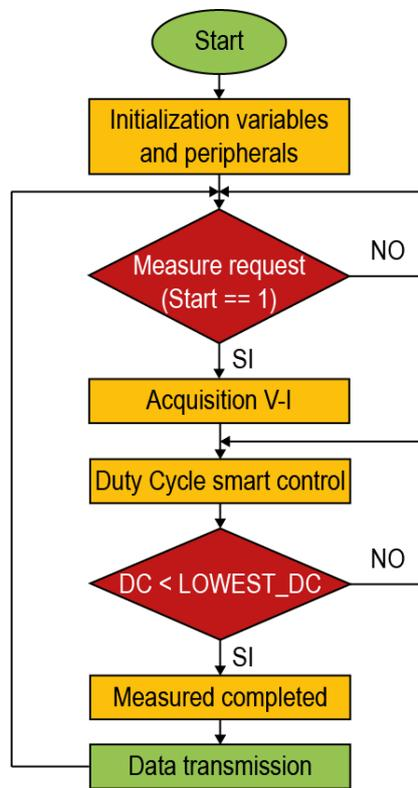 Start
Initialization variables
and peripherals
Measure request
(Start == 1)
NO
SI
Acquisition V-I
Duty Cycle smart control
DC < LOWEST_DC
NO
SI
Measured completed
Data transmission